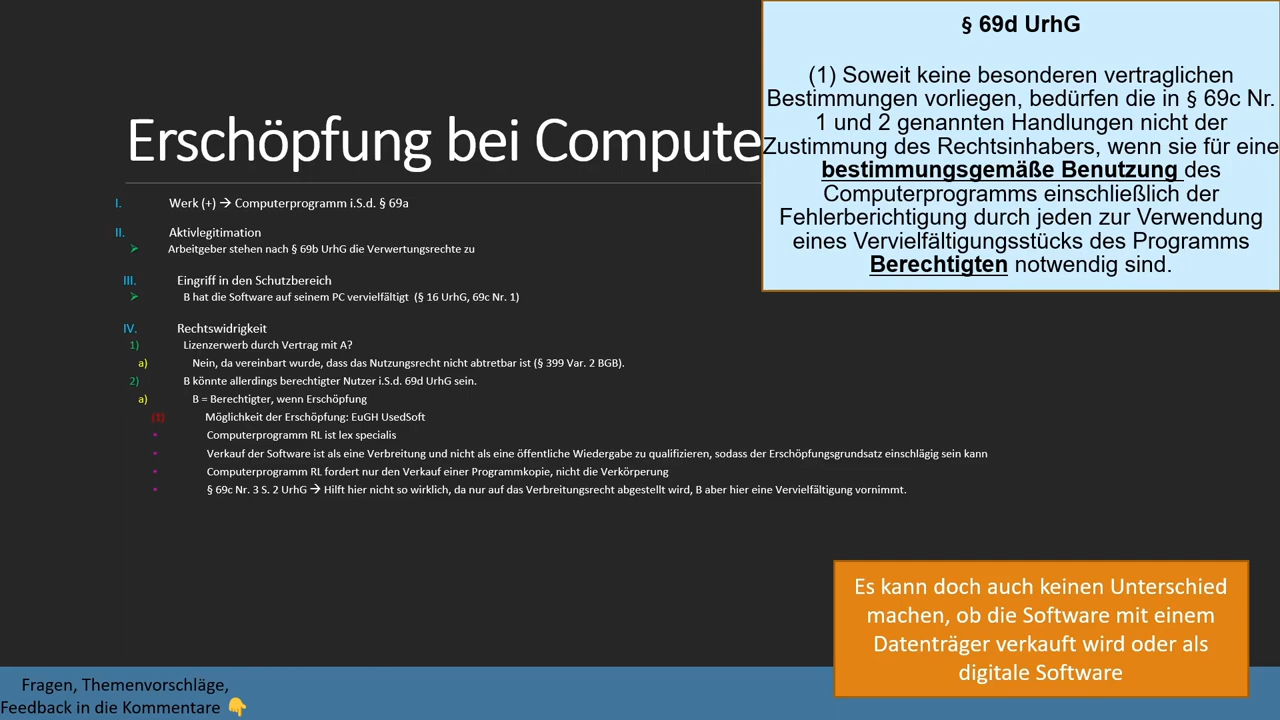 § 69d UrhG
(1) Soweit keine besonderen vertraglichen
Bestimmungen vorliegen, bedürfen die in § 69c Nr.
1 und 2 genannten Handlungen nicht der
Zustimmung des Rechtsinhabers, wenn sie für eine
bestimmungsgemäße Benutzung des
Computerprogramms einschließlich der
Fehlerberichtigung durch jeden zur Verwendung
eines Vervielfältigungsstücks des Programms
Berechtigten notwendig sind.
Erschöpfung bei Compute
I. Werk (+) → Computerprogramm i.S.d. § 69a
II. Aktivlegitimation
➢ Arbeitgeber stehen nach § 69b UrhG die Verwertungsrechte zu
III. Eingriff in den Schutzbereich
➢ B hat die Software auf seinem PC vervielfältigt (§ 16 UrhG, 69c Nr. 1)
IV. Rechtswidrigkeit
1) Lizenzerwerb durch Vertrag mit A?
a) Nein, da vereinbart wurde, dass das Nutzungsrecht nicht abtretbar ist (§ 399 Var. 2 BGB).
2) B könnte allerdings berechtigter Nutzer i.S.d. 69d UrhG sein.
a) B = Berechtigter, wenn Erschöpfung
(1) Möglichkeit der Erschöpfung: EuGH UsedSoft
▪ Computerprogramm RL ist lex specialis
▪ Verkauf der Software ist als eine Verbreitung und nicht als eine öffentliche Wiedergabe zu qualifizieren, sodass der Erschöpfungsgrundsatz einschlägig sein kann
▪ Computerprogramm RL fordert nur den Verkauf einer Programmkopie, nicht die Verkörperung
▪ § 69c Nr. 3 S. 2 UrhG → Hilft hier nicht so wirklich, da nur auf das Verbreitungsrecht abgestellt wird, B aber hier eine Vervielfältigung vornimmt.
Es kann doch auch keinen Unterschied
machen, ob die Software mit einem
Datenträger verkauft wird oder als
digitale Software
Fragen, Themenvorschläge,
Feedback in die Kommentare 👇